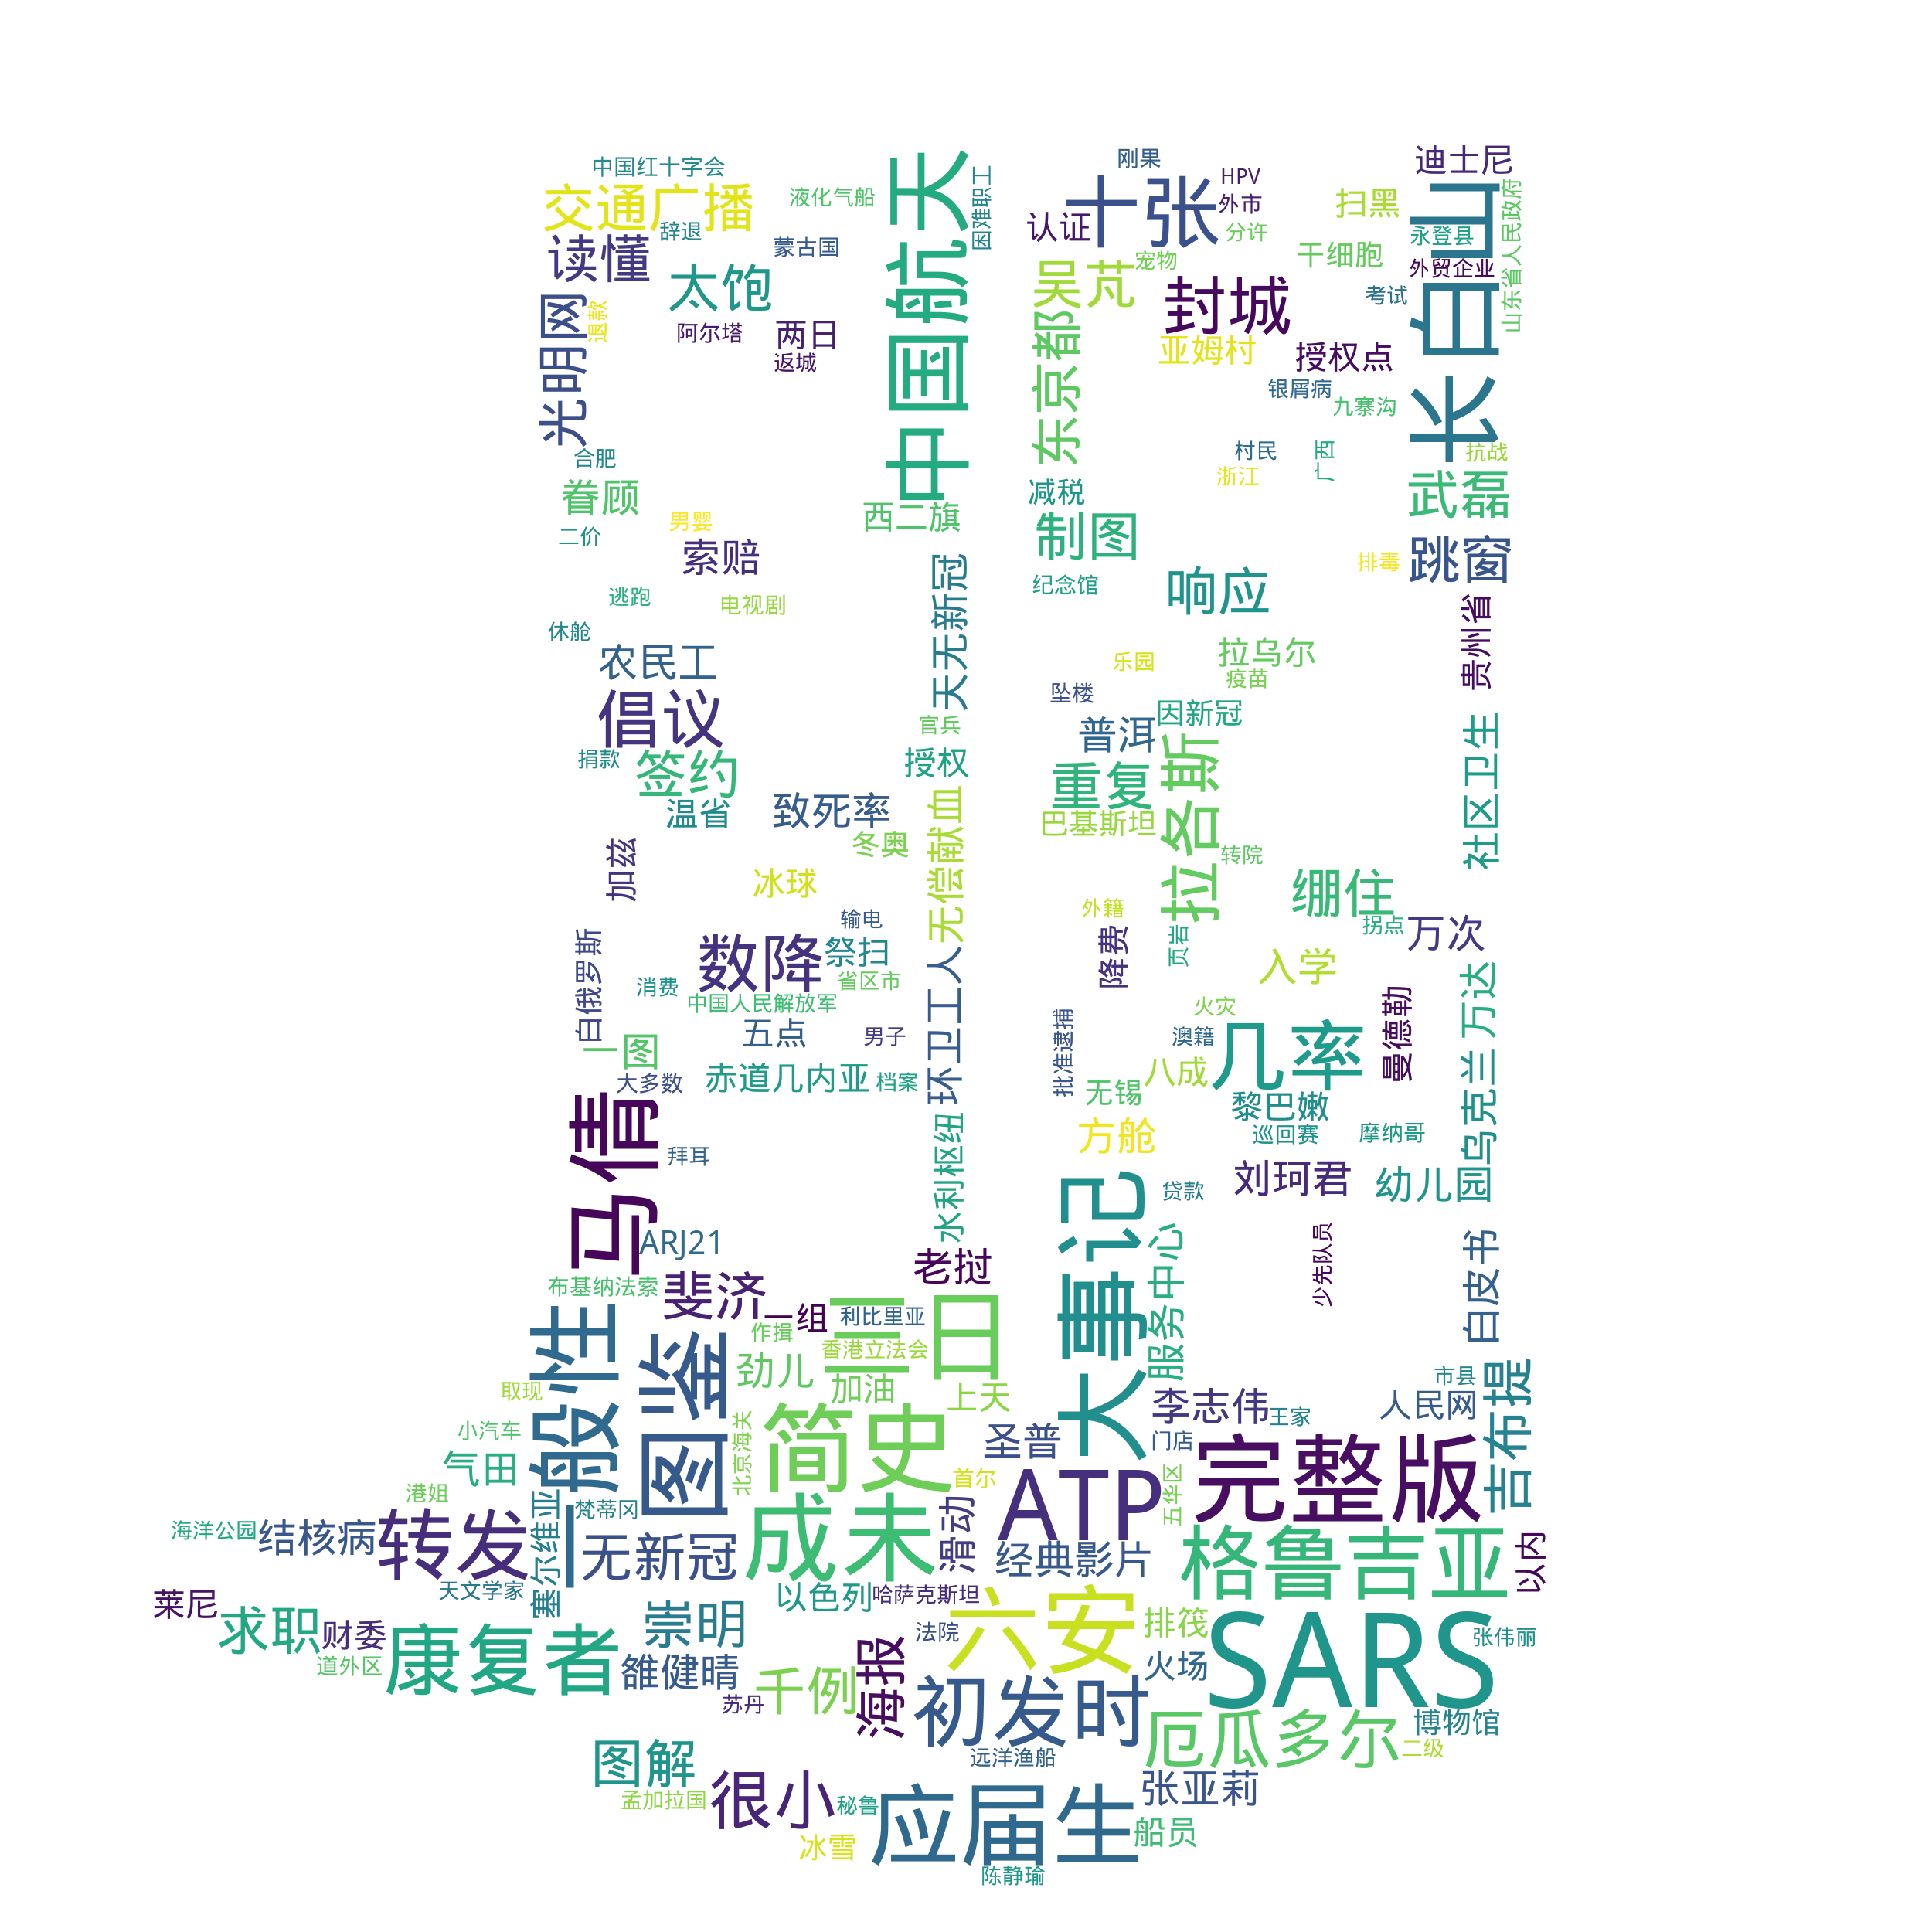 中国红十字会
交通广播
辞退
液化气船
蒙古国
读懂
太饱
光明网
退款
阿尔塔
两日
返城
中国航天
困难职工
合肥
眷顾
二价
男婴
索赔
西二旗
逃跑
电视剧
休舱
农民工
天无新冠
倡议
官兵
捐款
签约
授权
温省
致死率
冬奥
加兹
冰球
无偿献血
输电
白俄罗斯
数降
祭扫
省区市
消费
中国人民解放军
五点
男子
环卫工人
一图
大多数
赤道几内亚
档案
马倩
拜耳
水利枢纽
ARJ21
老挝
刚果
HPV
迪士尼
十张
外市
认证
分许
扫黑
永登县
外贸企业
山东省人民政府
长白山
宠物
干细胞
吴芃
封城
考试
东京都
亚姆村
授权点
银屑病
九寨沟
村民
浙江
广西
抗战
减税
武磊
制图
跳窗
排毒
纪念馆
响应
贵州省
乐园
拉乌尔
疫苗
坠楼
因新冠
普洱
社区卫生
重复
拉各斯
巴基斯坦
转院
绷住
外籍
拐点
万次
降费
页岩
入学
万达
曼德勒
火灾
批准逮捕
澳籍
几率
八成
无锡
乌克兰
黎巴嫩
方舱
巡回赛
摩纳哥
大事记
贷款
刘珂君
幼儿园
服务中心
少先队员
白皮书
布基纳法索
斐济
一组
利比里亚
三日
作揖
香港立法会
般性
图鉴
劲儿
加油
上天
取现
小汽车
北京海关
简史
圣普
李志伟
王家
人民网
市县
吉布提
气田
门店
首尔
港姐
ATP
完整版
五华区
海洋公园
结核病
转发
塞尔维亚
梵蒂冈
一无新冠
成未
滑动
经典影片
格鲁吉亚
以内
天文学家
莱尼
求职
财委
道外区
康复者
崇明
以色列
哈萨克斯坦
六安
排筏
SARS
张伟丽
法院
雒健晴
千例
海报
火场
苏丹
初发时
厄瓜多尔
博物馆
二级
图解
远洋渔船
孟加拉国
很小
秘鲁
应届生
张亚莉
冰雪
船员
陈静瑜